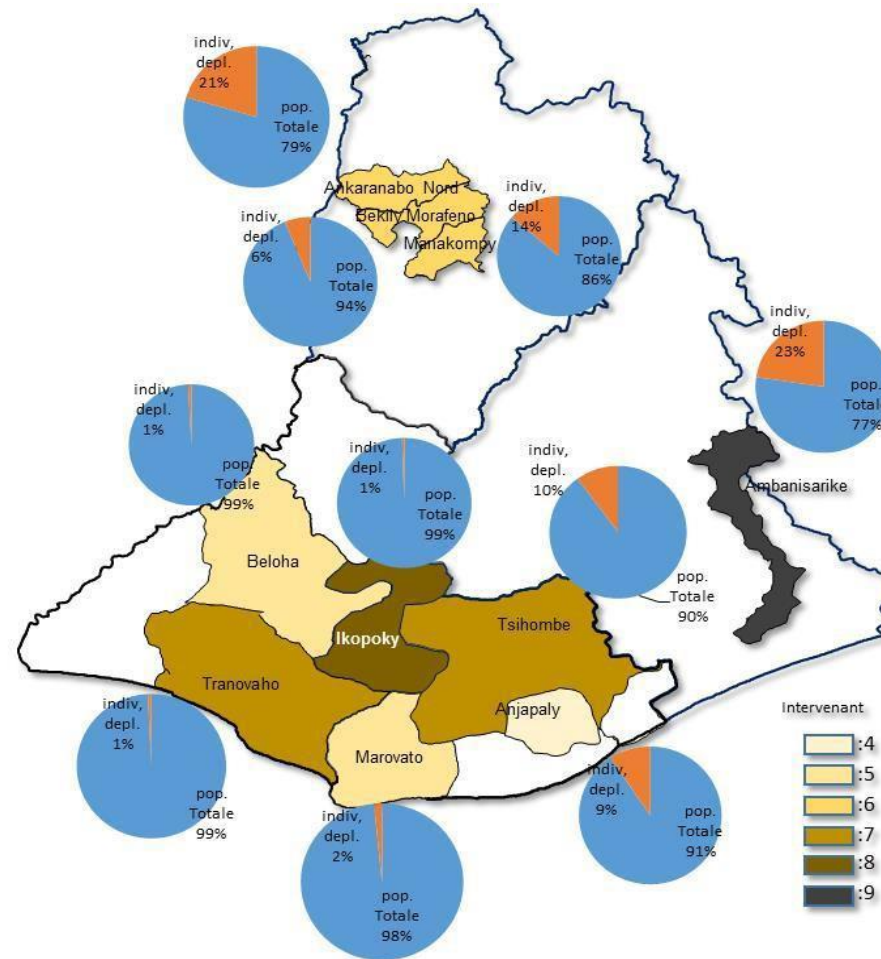 indiv,
depl.
21%
pop.
Totale
79%
Ankaranabo Nord
Bekily Morafeno
Manakompy
indiv,
depl.
14%
pop.
Totale
86%
indiv,
depl.
6%
pop.
Totale
94%
indiv,
depl.
23%
pop.
Totale
77%
Ambanisarike
indiv,
depl.
1%
pop.
Totale
99%
indiv,
depl.
1%
pop.
Totale
99%
indiv,
depl.
10%
pop.
Totale
90%
Beloha
Ikopoky
Tsihombe
Tranovaho
Anjapaly
Marovato
indiv,
depl.
1%
pop.
Totale
99%
indiv,
depl.
2%
pop.
Totale
98%
indiv,
depl.
9%
pop.
Totale
91%
Intervenant
:4
:5
:6
:7
:8
:9